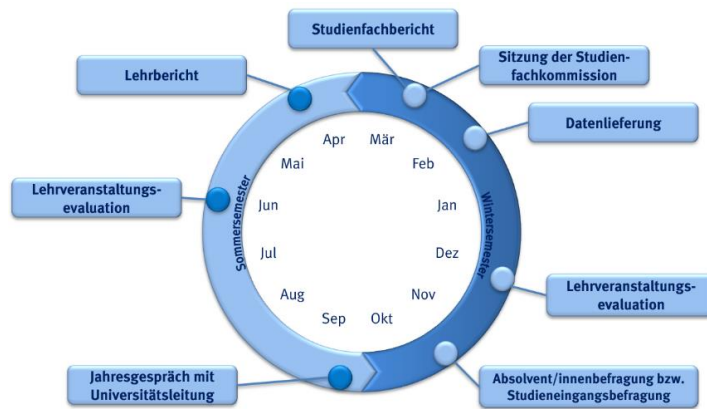 Studienfachbericht
Sitzung der Studien-
fachkommission
Lehrbericht
Datenlieferung
Lehrveranstaltungs-
evaluation
Lehrveranstaltungs-
evaluation
Jahresgespräch mit
Universitätsleitung
Absolvent/innenbefragung bzw.
Studieneingangsbefragung
Sommersemester
Wintersemester
Apr
Mär
Mai
Feb
Jun
Jan
Jul
Dez
Aug
Nov
Sep
Okt